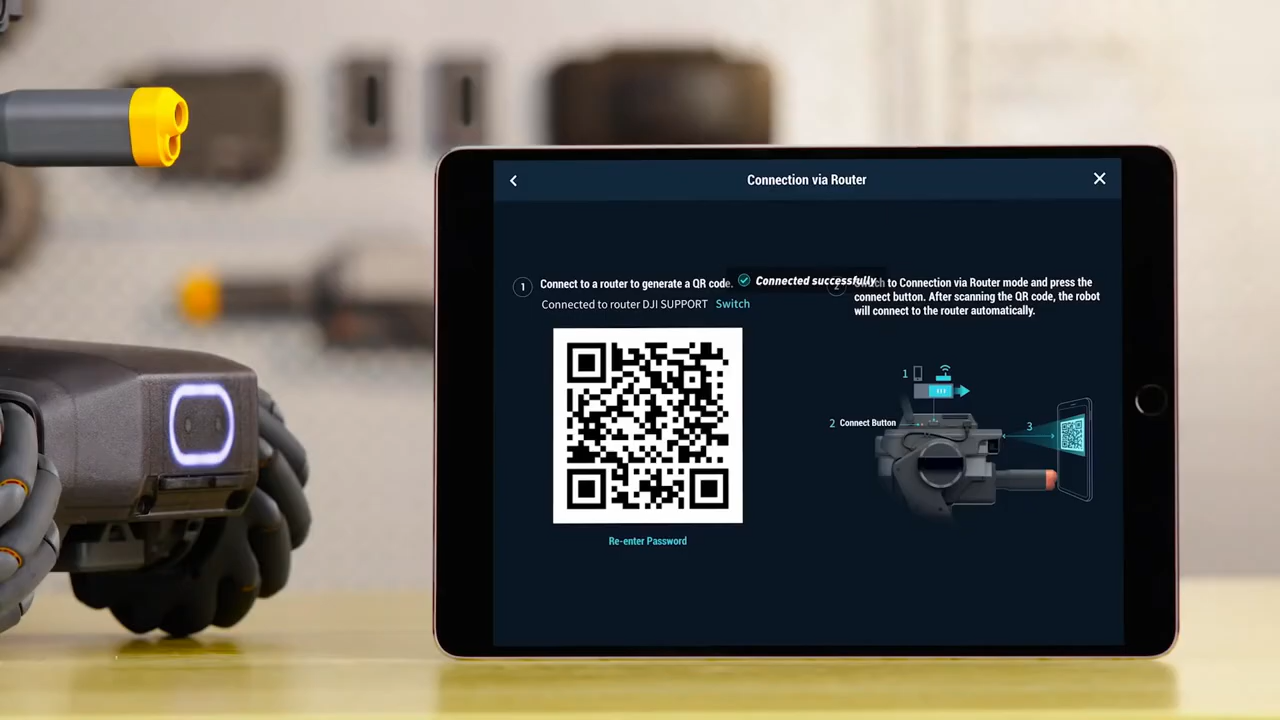 Connection via Router
1
Connect to a router to generate a QR code.
Connected to router DJI SUPPORT Switch
Connected successfully
to Connection via Router mode and press the
connect button. After scanning the QR code, the robot
will connect to the router automatically.
Re-enter Password
1
2 Connect Button
3